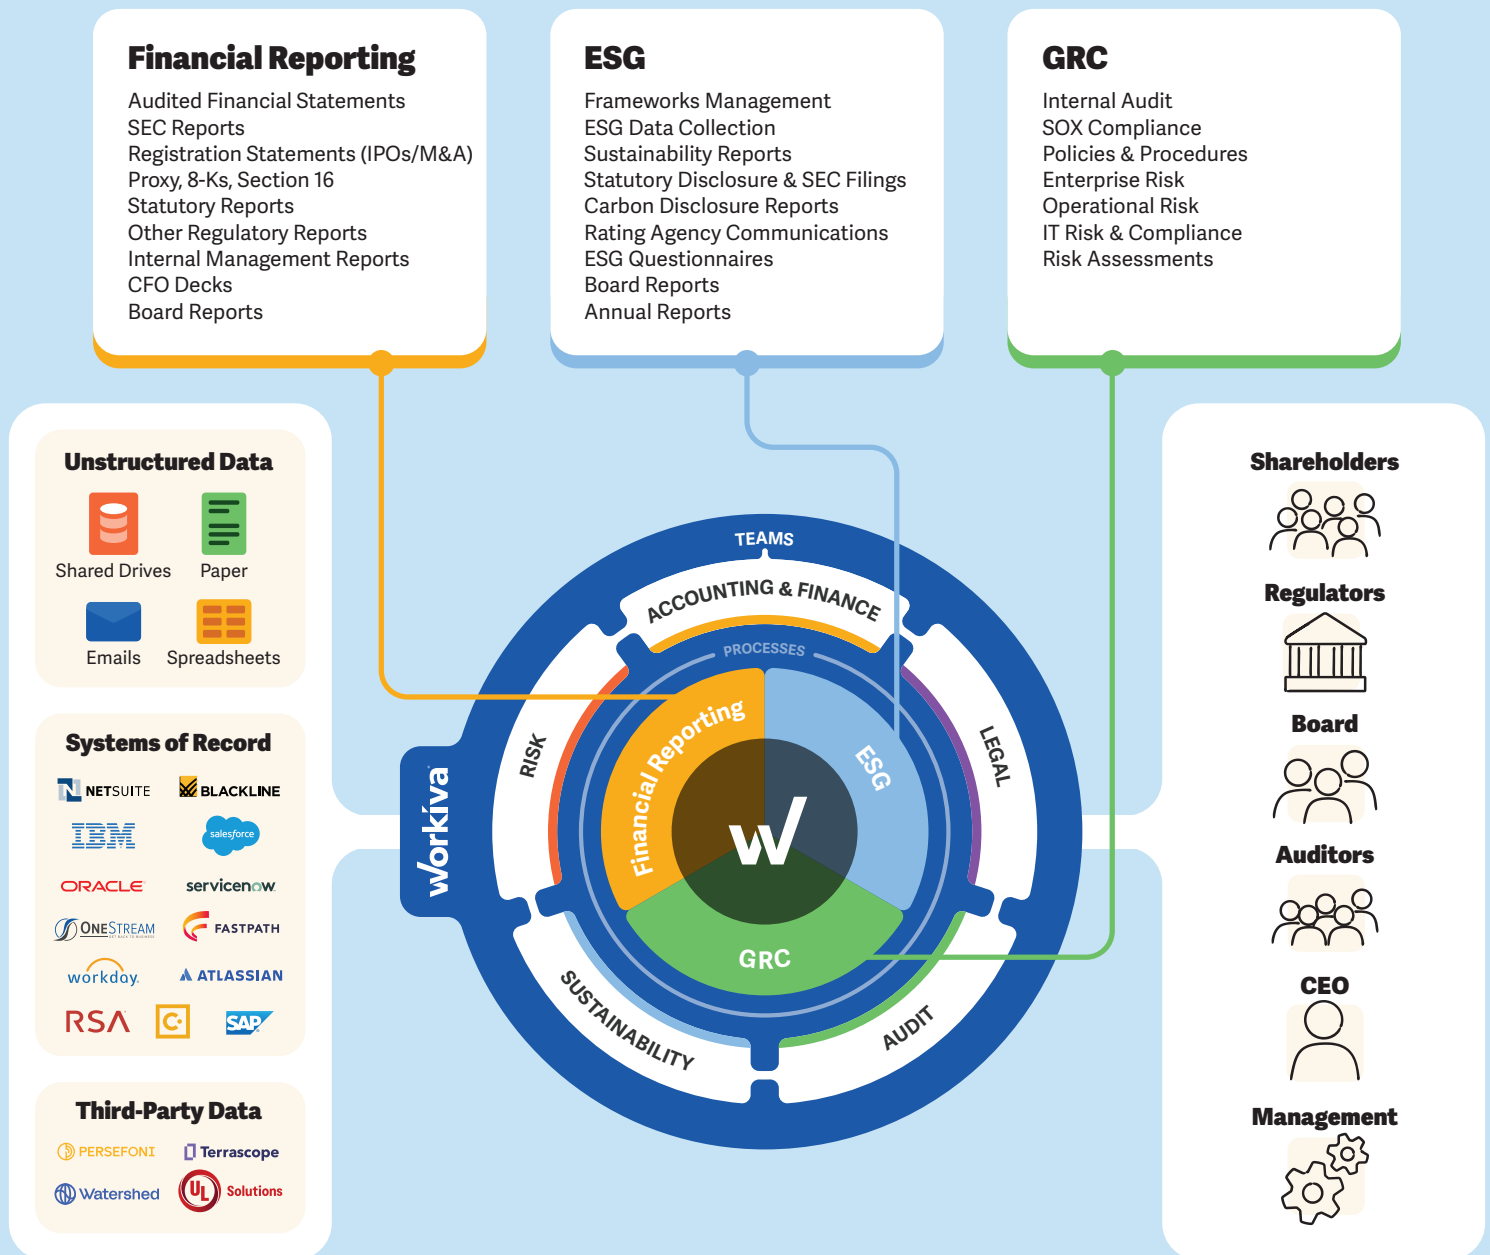 Financial Reporting
Audited Financial Statements
SEC Reports
Registration Statements (IPOs/M&A)
Proxy, 8-Ks, Section 16
Statutory Reports
Other Regulatory Reports
Internal Management Reports
CFO Decks
Board Reports
ESG
Frameworks Management
ESG Data Collection
Sustainability Reports
Statutory Disclosure & SEC Filings
Carbon Disclosure Reports
Rating Agency Communications
ESG Questionnaires
Board Reports
Annual Reports
GRC
Internal Audit
SOX Compliance
Policies & Procedures
Enterprise Risk
Operational Risk
IT Risk & Compliance
Risk Assessments
Unstructured Data
Shared Drives
Paper
Emails
Spreadsheets
Systems of Record
NETSUITE
BLACKLINE
IBM
salesforce
ORACLE
servicenow
ONESTREAM
GET BACK TO BUSINESS
FASTPATH
workday.
ATLASSIAN
RSA
C
SAP
Third-Party Data
PERSEFONI
Terrascope
Watershed
UL Solutions
workiva
TEAMS
ACCOUNTING & FINANCE
PROCESSES
RISK
LEGAL
SUSTAINABILITY
AUDIT
Financial Reporting
ESG
GRC
w
Shareholders
Regulators
Board
Auditors
CEO
Management